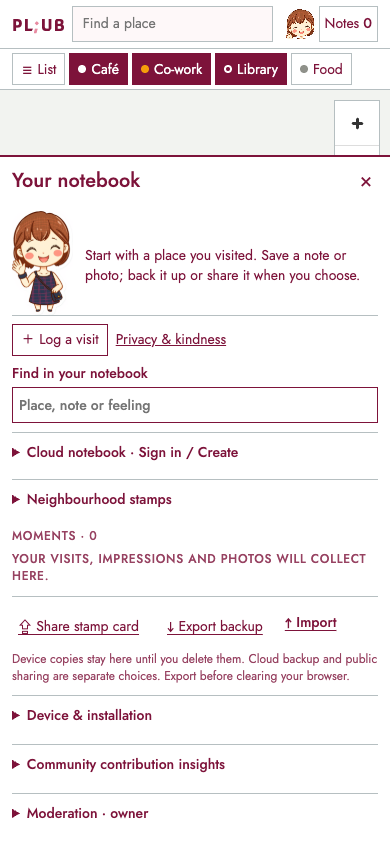 PL;UB Find a place Notes 0
List Café Co-work Library Food
+
Your notebook ×
Start with a place you visited. Save a note or
photo; back it up or share it when you choose.
+ Log a visit Privacy & kindness
Find in your notebook
Place, note or feeling
Cloud notebook · Sign in / Create
Neighbourhood stamps
MOMENTS · 0
YOUR VISITS, IMPRESSIONS AND PHOTOS WILL COLLECT
HERE.
Share stamp card ↓ Export backup ↑ Import
Device copies stay here until you delete them. Cloud backup and public
sharing are separate choices. Export before clearing your browser.
Device & installation
Community contribution insights
Moderation · owner